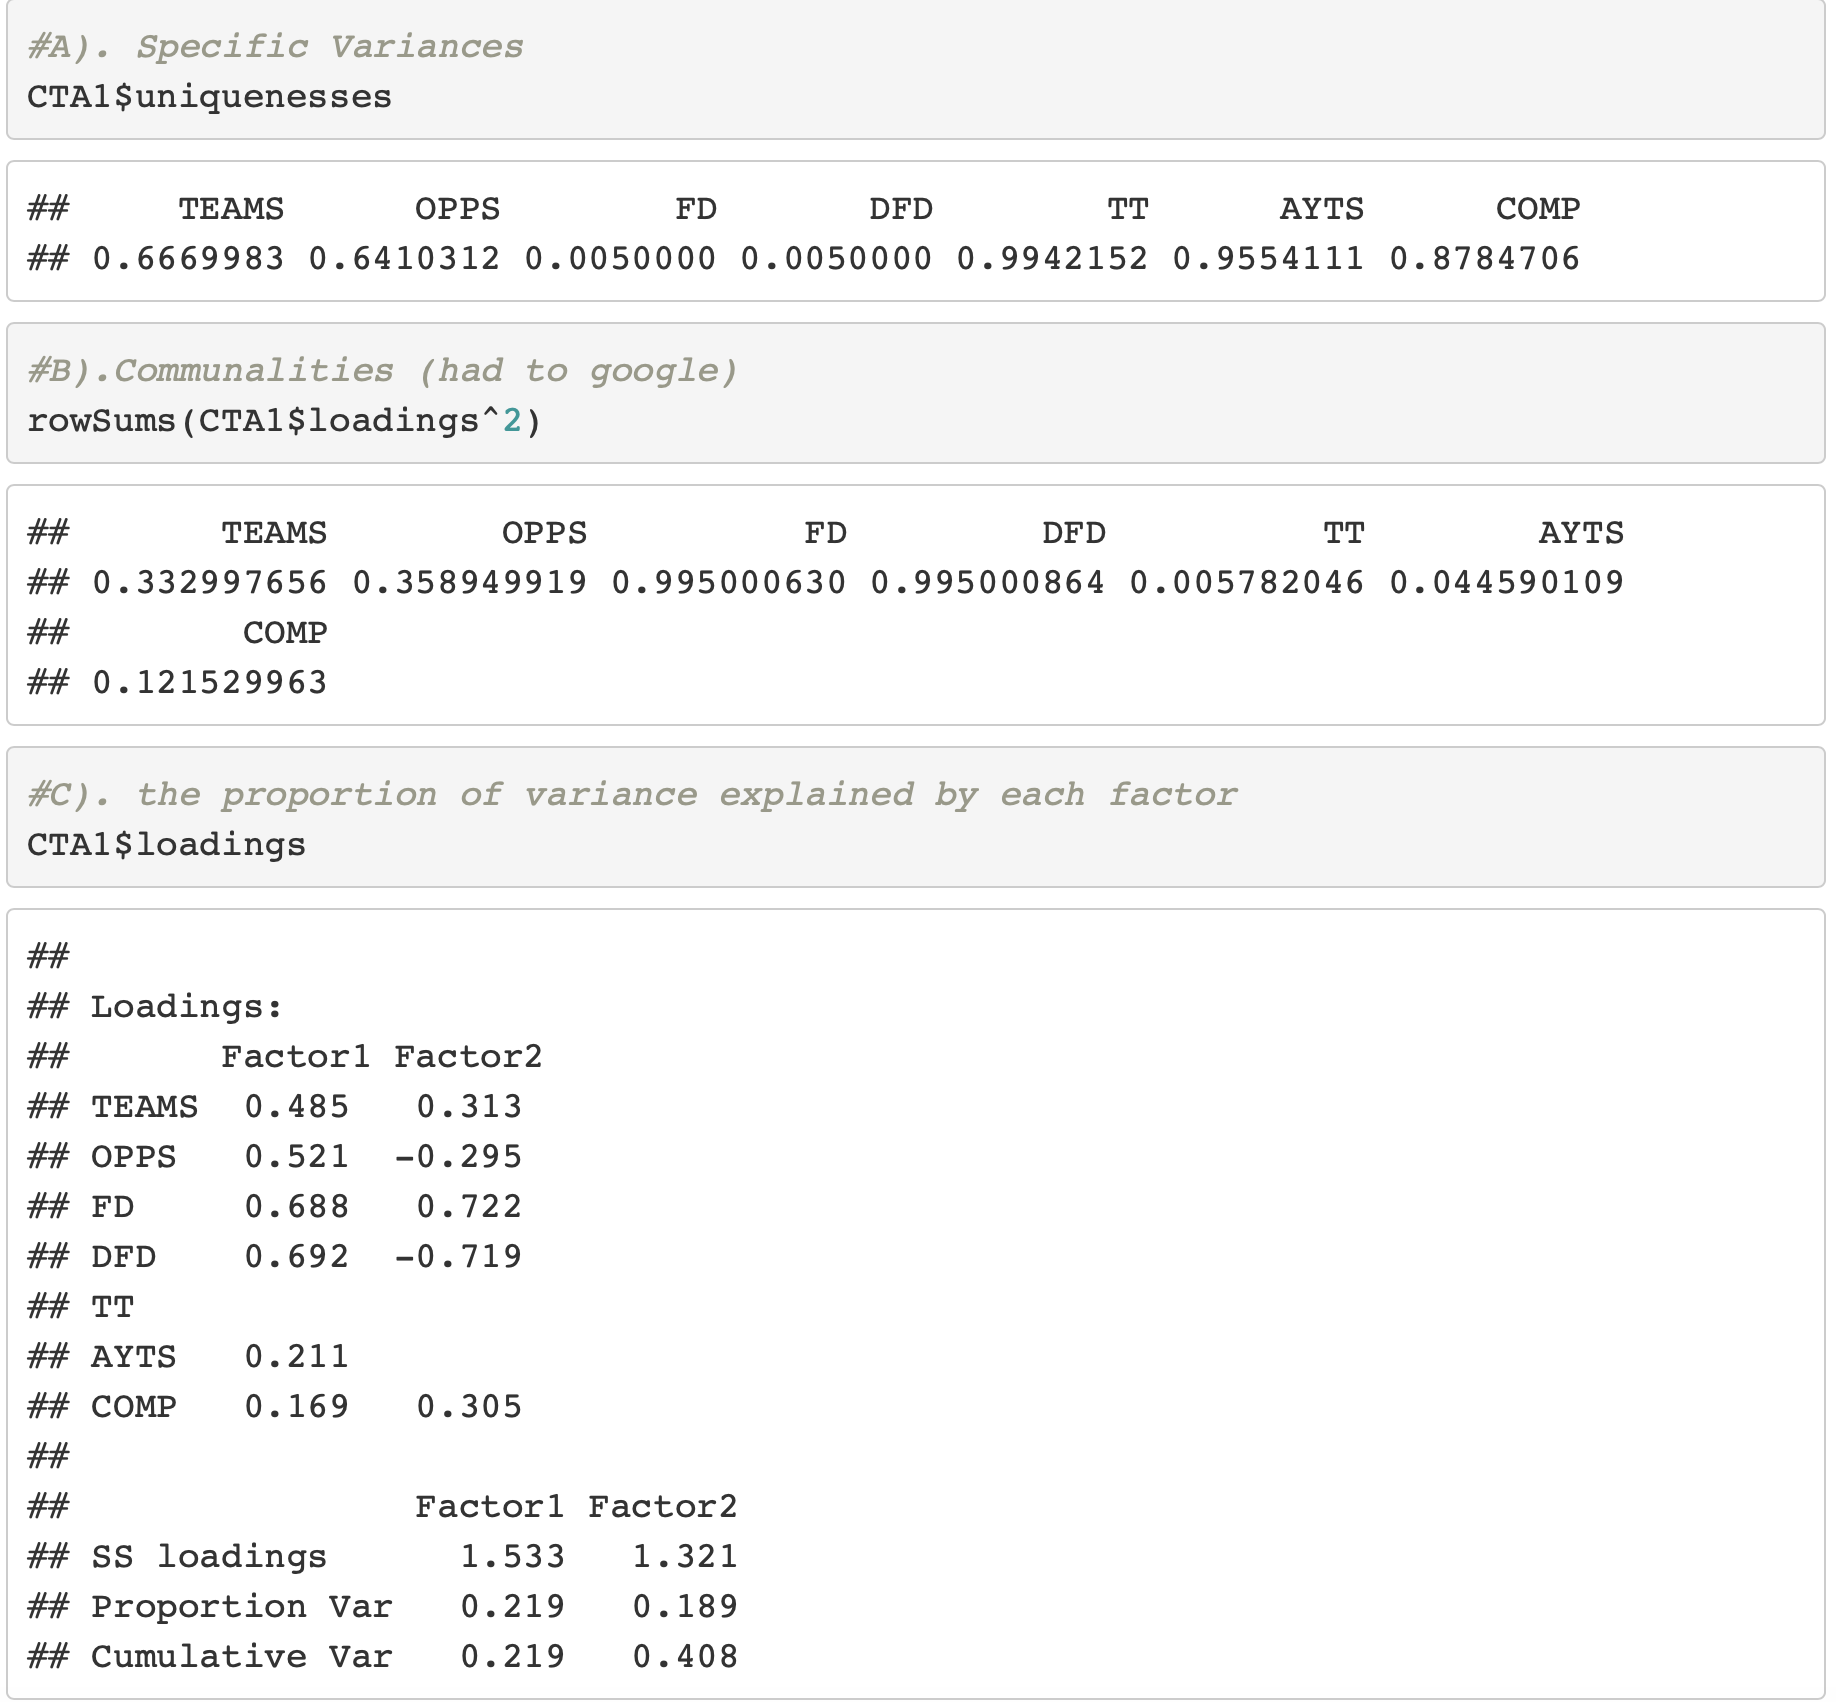 #A). Specific Variances
CTA1$uniquenesses
##     TEAMS      OPPS        FD       DFD        TT      AYTS      COMP
## 0.6669983 0.6410312 0.0050000 0.0050000 0.9942152 0.9554111 0.8784706
#B).Communalities (had to google)
rowSums(CTA1$loadings^2)
##       TEAMS        OPPS          FD         DFD          TT        AYTS
## 0.332997656 0.358949919 0.995000630 0.995000864 0.005782046 0.044590109
##        COMP
## 0.121529963
#C). the proportion of variance explained by each factor
CTA1$loadings
##
## Loadings:
##       Factor1 Factor2
## TEAMS  0.485   0.313
## OPPS   0.521  -0.295
## FD     0.688   0.722
## DFD    0.692  -0.719
## TT
## AYTS   0.211
## COMP   0.169   0.305
##
##                Factor1 Factor2
## SS loadings      1.533   1.321
## Proportion Var   0.219   0.189
## Cumulative Var   0.219   0.408